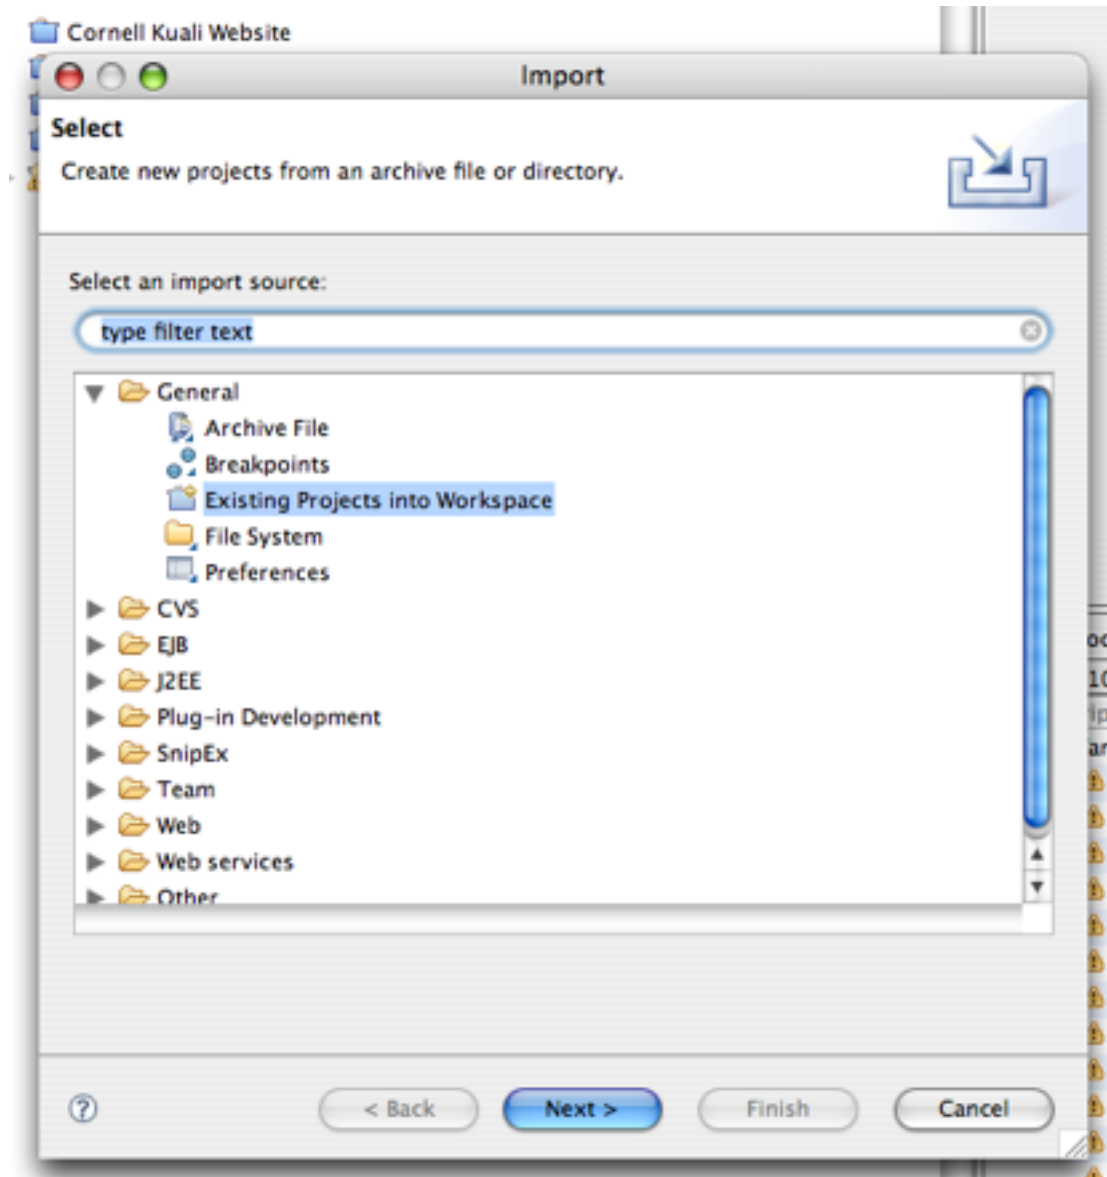 Cornell Kuali Website
Import
Select
Create new projects from an archive file or directory.
Select an import source:
type filter text
General
Archive File
Breakpoints
Existing Projects into Workspace
File System
Preferences
CVS
EJB
J2EE
Plug-in Development
SnipEx
Team
Web
Web services
Other
< Back
Next >
Finish
Cancel